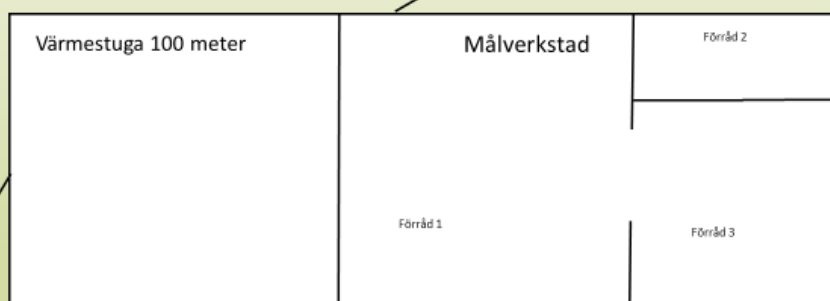 Värmestuga 100 meter
Målverkstad
Förråd 2
Förråd 1
Förråd 3